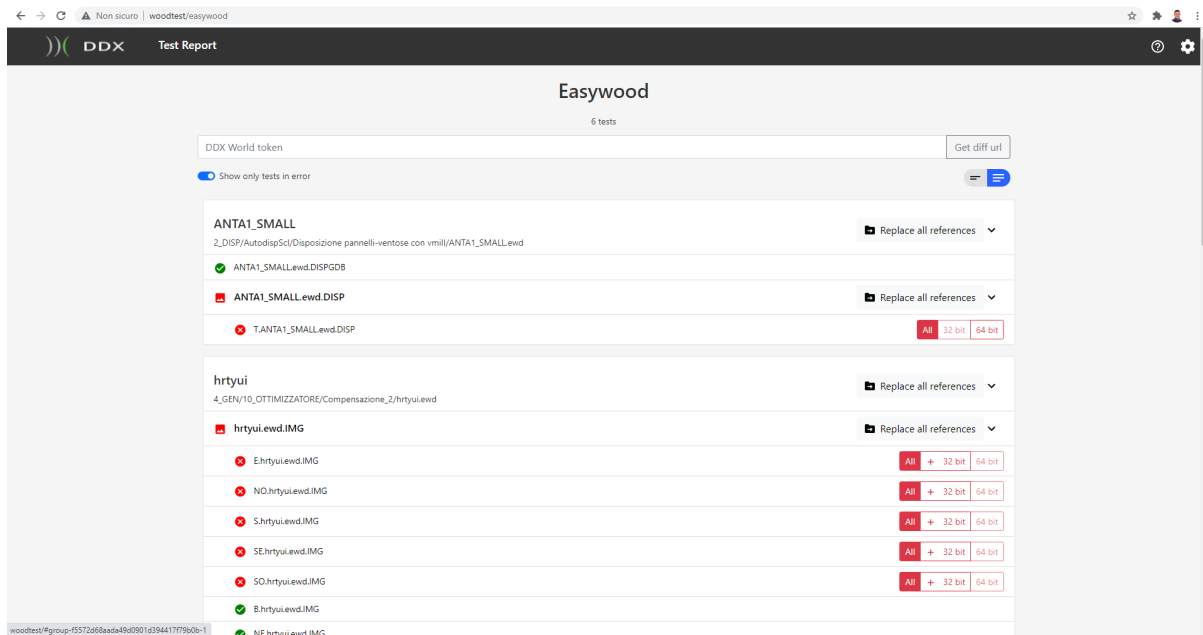 Non sicuro | woodtest/easywood
DDX Test Report
Easywood
6 tests
DDX World token Get diff url
Show only tests in error
ANTA1_SMALL
2_DISP/AutodispScl/Disposizione pannelli-ventose con vmill/ANTA1_SMALL.ewd
Replace all references
ANTA1_SMALL.ewd.DISPGDB
ANTA1_SMALL.ewd.DISP Replace all references
T.ANTA1_SMALL.ewd.DISP All 32 bit 64 bit
hrtyui
4_GEN/10_OTTIMIZZATORE/Compensazione_2/hrtyui.ewd
Replace all references
hrtyui.ewd.IMG Replace all references
E.hrtyui.ewd.IMG All + 32 bit 64 bit
NO.hrtyui.ewd.IMG All + 32 bit 64 bit
S.hrtyui.ewd.IMG All + 32 bit 64 bit
SE.hrtyui.ewd.IMG All + 32 bit 64 bit
SO.hrtyui.ewd.IMG All + 32 bit 64 bit
B.hrtyui.ewd.IMG
NE.hrtyui.ewd.IMG
woodtest/#group-f5572d68aada49d0901d394417f79b0b-1